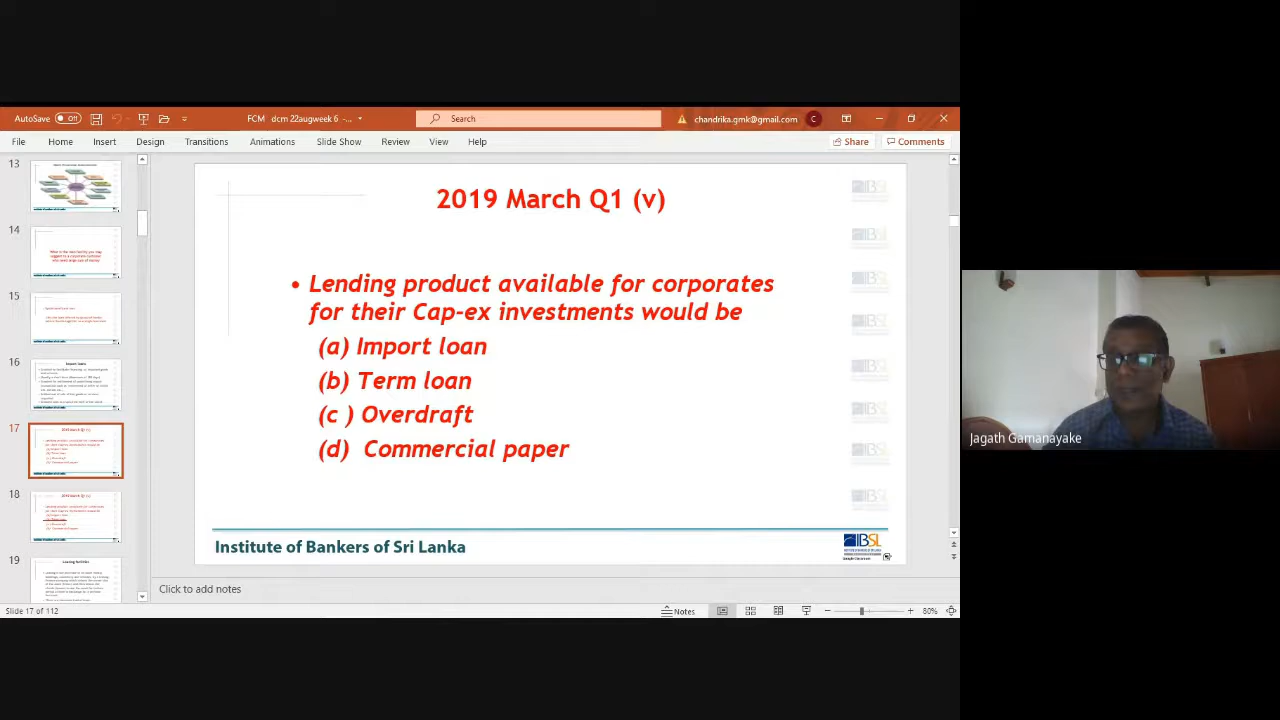 AutoSave Off
FCM dcm 22augweek 6 -...
Search
chandrika.gmk@gmail.com C
File Home Insert Design Transitions Animations Slide Show Review View Help
Share Comments
13
14
15
16
17
18
19
2019 March Q1 (v)
• Lending product available for corporates
for their Cap-ex investments would be
(a) Import loan
(b) Term loan
(c ) Overdraft
(d) Commercial paper
Institute of Bankers of Sri Lanka
IBSL
Click to add notes
Slide 17 of 112
Notes
80%
Jagath Gamanayake